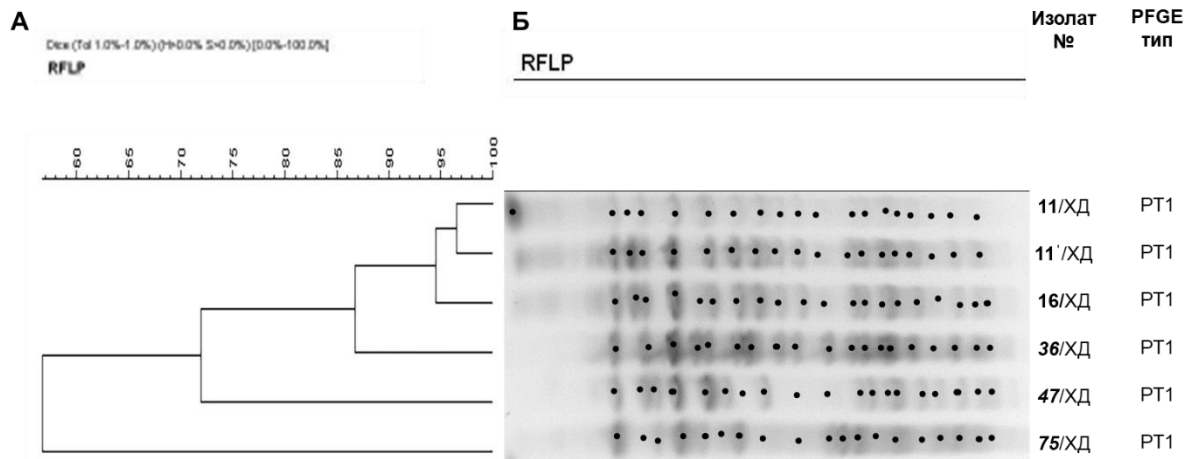 А
Б
Изолат
№
PFGE
тип
Dice (Tol 1.0%-1.0%) (H>0.0% S>0.0%) [0.0%-100.0%]
RFLP
RFLP
60 65 70 75 80 85 90 95 100
11/ХД PT1
11'/ХД PT1
16/ХД PT1
36/ХД PT1
47/ХД PT1
75/ХД PT1